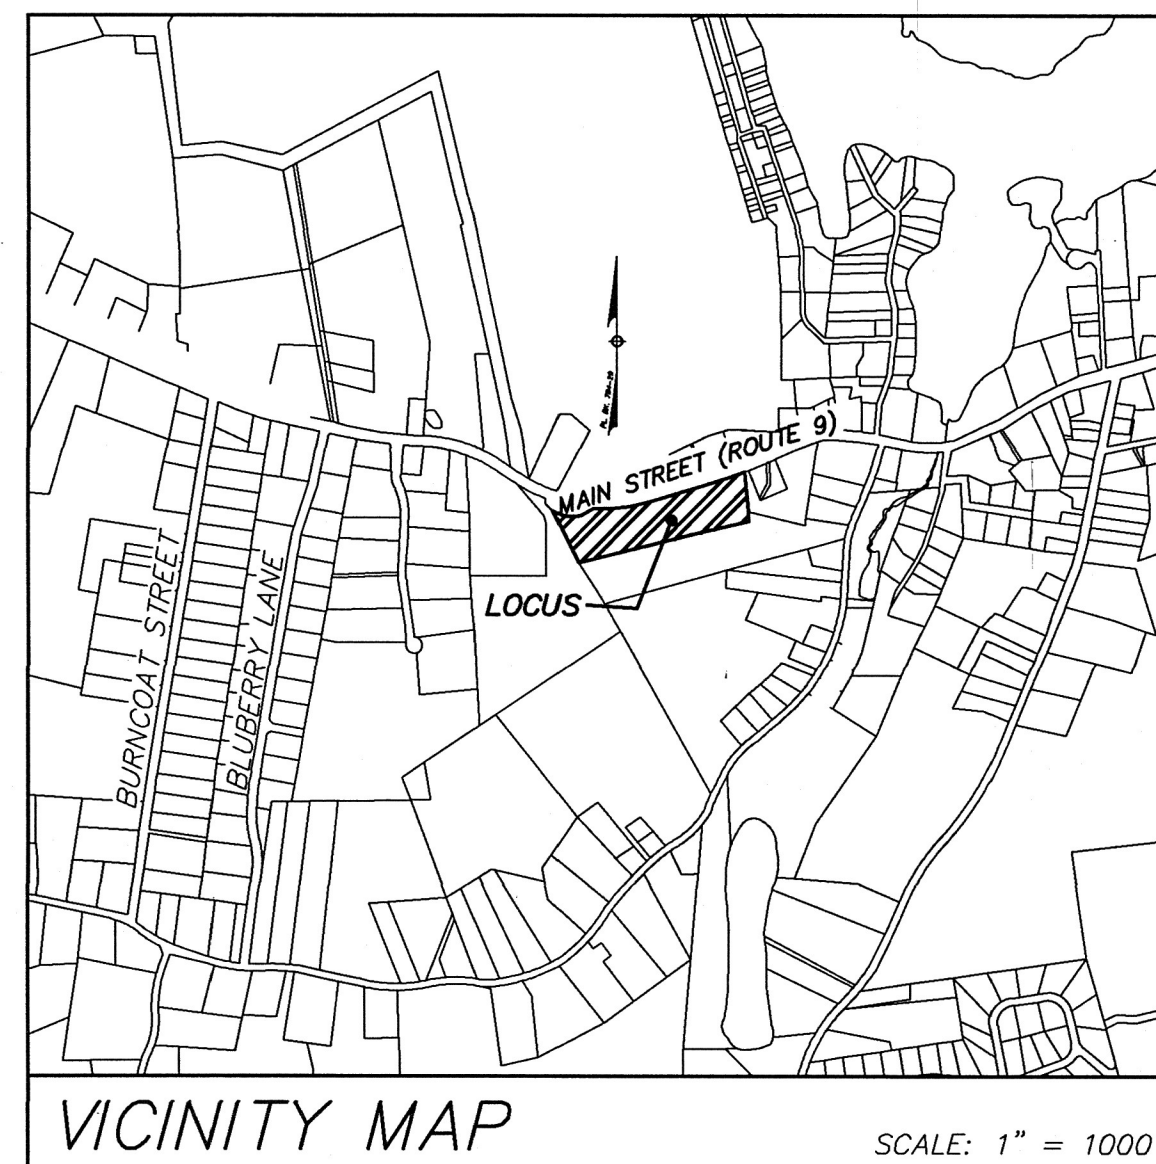 MAIN STREET (ROUTE 9)
LOCUS
BURNCOAT STREET
BLUBERRY LANE
VICINITY MAP
SCALE: 1" = 1000